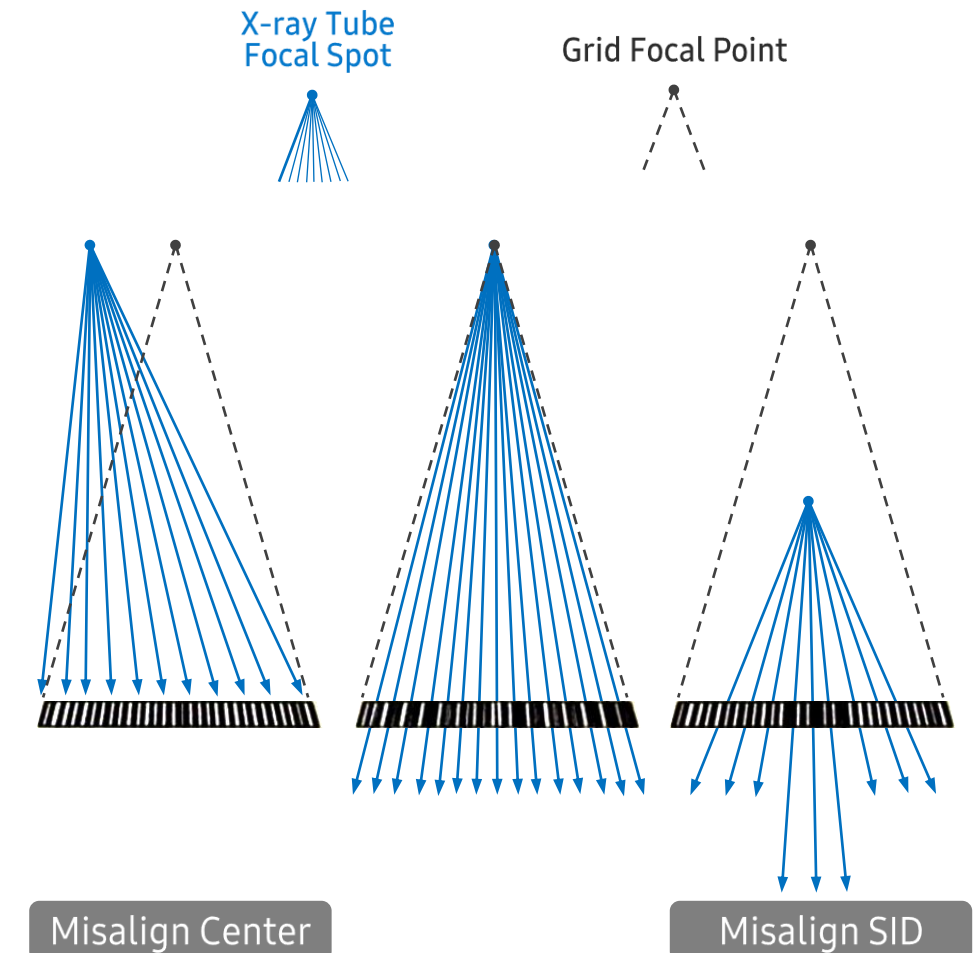 X-ray Tube
Focal Spot
Grid Focal Point
Misalign Center
Misalign SID